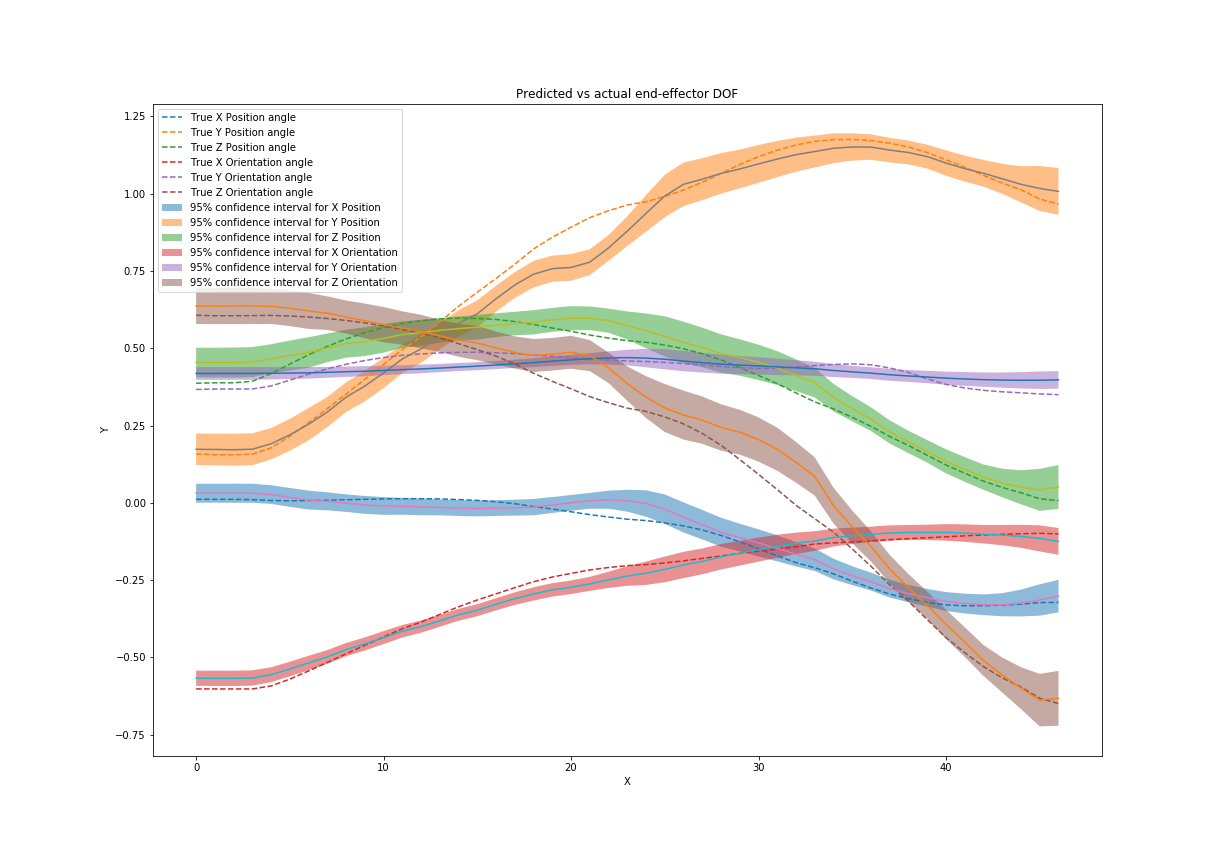 Predicted vs actual end-effector DOF
True X Position angle
True Y Position angle
True Z Position angle
True X Orientation angle
True Y Orientation angle
True Z Orientation angle
95% confidence interval for X Position
95% confidence interval for Y Position
95% confidence interval for Z Position
95% confidence interval for X Orientation
95% confidence interval for Y Orientation
95% confidence interval for Z Orientation
1.25
1.00
0.75
0.50
0.25
0.00
−0.25
−0.50
−0.75
Y
0 10 20 30 40
X